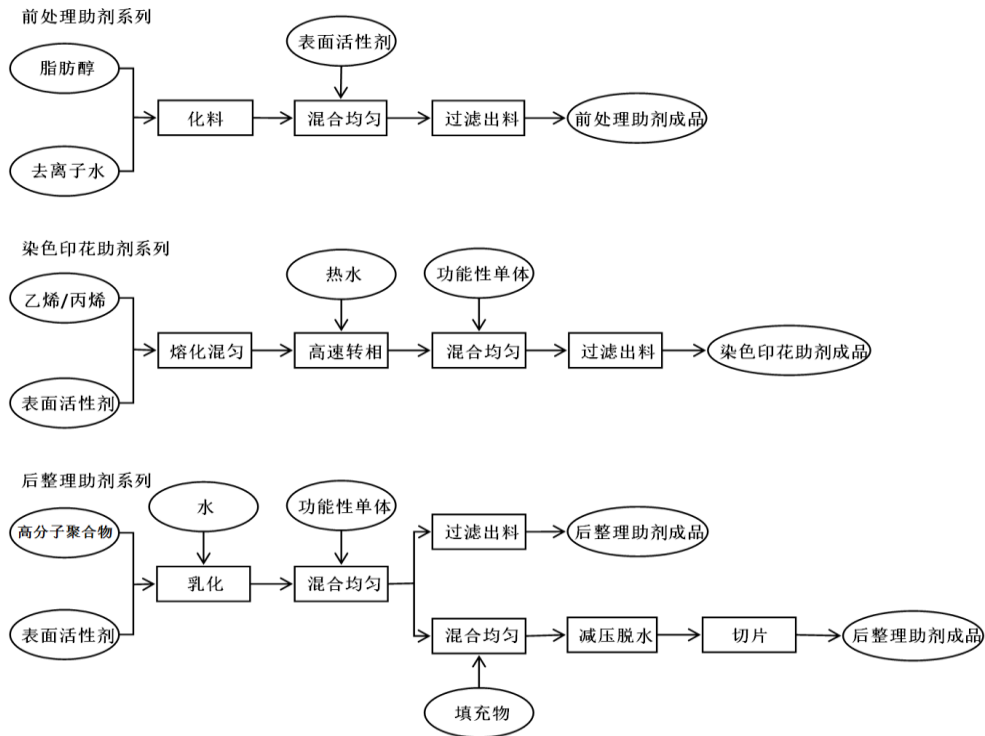 前处理助剂系列
表面活性剂
脂肪醇
化料
混合均匀
过滤出料
前处理助剂成品
去离子水
染色印花助剂系列
热水
功能性单体
乙烯/丙烯
熔化混匀
高速转相
混合均匀
过滤出料
染色印花助剂成品
表面活性剂
后整理助剂系列
水
功能性单体
高分子聚合物
过滤出料
后整理助剂成品
乳化
混合均匀
表面活性剂
混合均匀
减压脱水
切片
后整理助剂成品
填充物